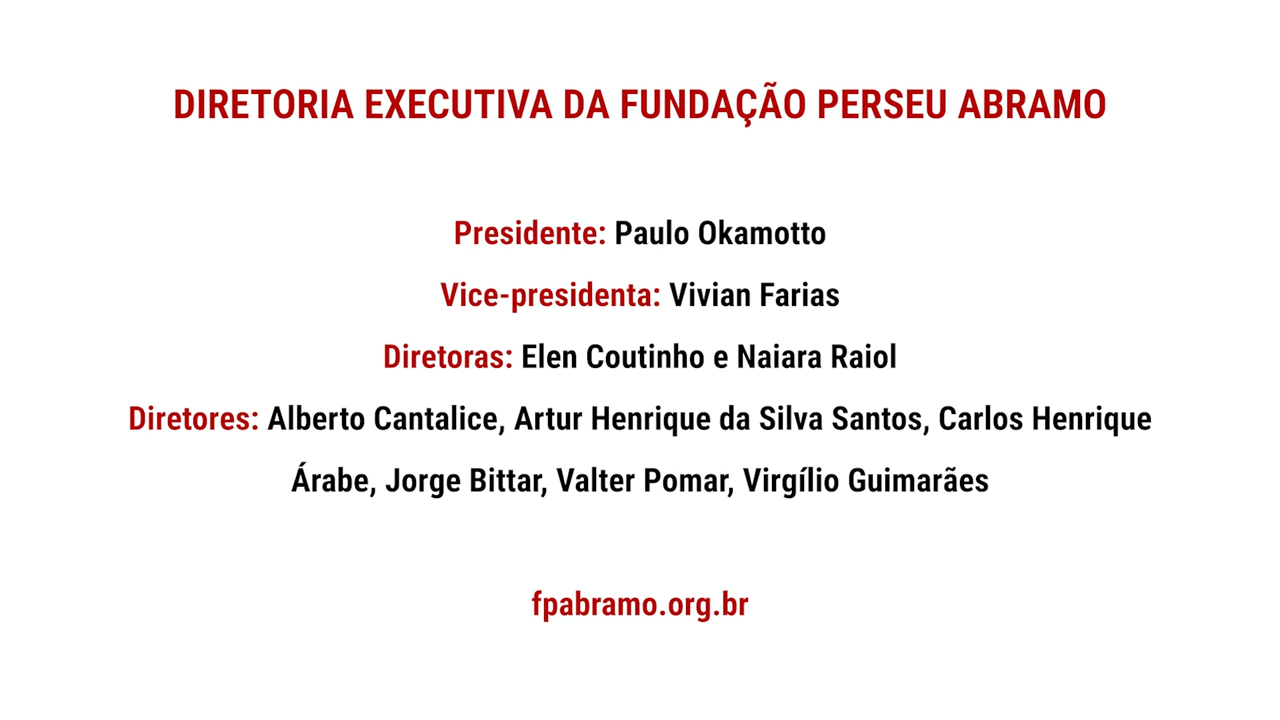 DIRETORIA EXECUTIVA DA FUNDAÇÃO PERSEU ABRAMO
Presidente: Paulo Okamotto
Vice-presidenta: Vivian Farias
Diretoras: Elen Coutinho e Naiara Raiol
Diretores: Alberto Cantalice, Artur Henrique da Silva Santos, Carlos Henrique
Árabe, Jorge Bittar, Valter Pomar, Virgílio Guimarães
fpabramo.org.br